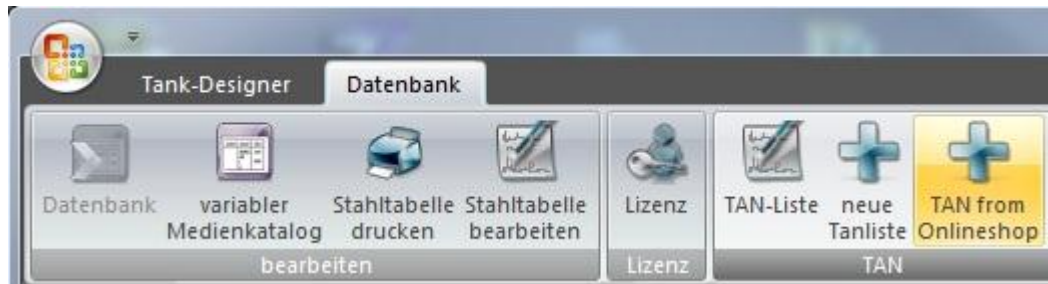 Tank-Designer Datenbank
Datenbank variabler Medienkatalog Stahltabelle drucken Stahltabelle bearbeiten Lizenz TAN-Liste neue Tanliste TAN from Onlineshop
bearbeiten Lizenz TAN